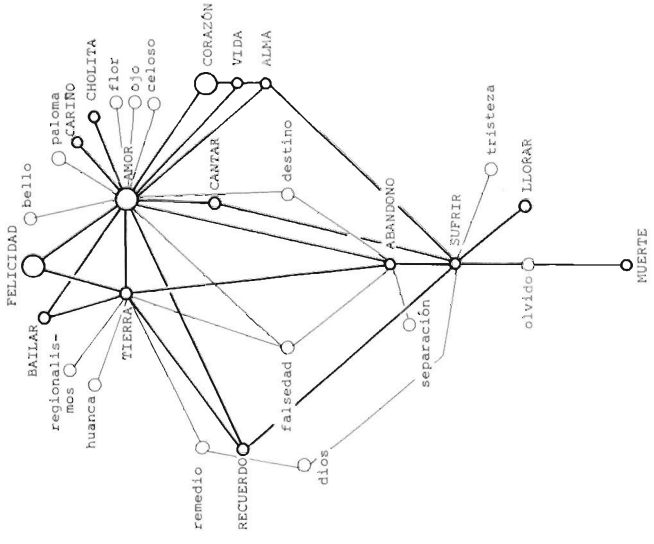 FELICIDAD
bello
paloma
CARIÑO
CHOLITA
flor
ojo
celoso
CORAZÓN
VIDA
ALMA
AMOR
CANTAR
destino
BAILAR
TIERRA
regionalis-
mos
huanca
ABANDONO
SUFRIR
tristeza
LLORAR
MUERTE
olvido
separación
falsedad
remedio
RECUERDO
dios